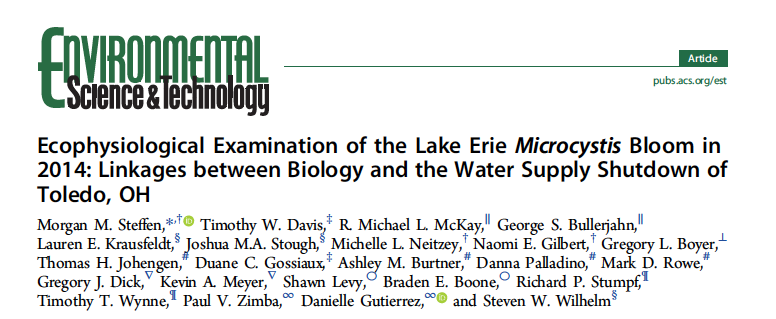 ENVIRONMENTAL
Science & Technology
Article
pubs.acs.org/est
Ecophysiological Examination of the Lake Erie Microcystis Bloom in
2014: Linkages between Biology and the Water Supply Shutdown of
Toledo, OH
Morgan M. Steffen,*,† Timothy W. Davis,‡ R. Michael L. McKay,∥ George S. Bullerjahn,∥
Lauren E. Krausfeldt,§ Joshua M.A. Stough,§ Michelle L. Neitzey,† Naomi E. Gilbert,† Gregory L. Boyer,⊥
Thomas H. Johengen,# Duane C. Gossiaux,‡ Ashley M. Burtner,# Danna Palladino,# Mark D. Rowe,#
Gregory J. Dick,∇ Kevin A. Meyer,∇ Shawn Levy,○ Braden E. Boone,○ Richard P. Stumpf,¶
Timothy T. Wynne,¶ Paul V. Zimba,∞ Danielle Gutierrez,∞ and Steven W. Wilhelm§